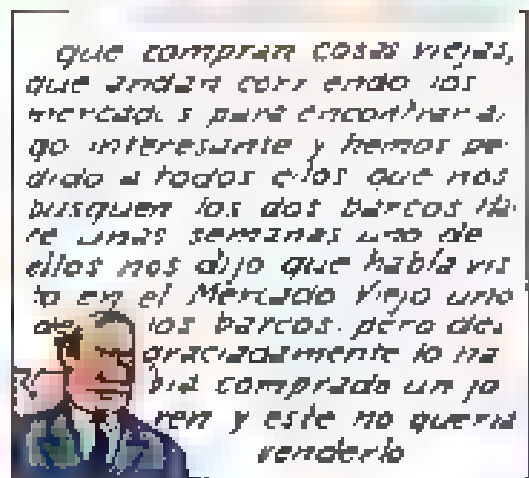 que compran cosas viejas,
que andan corriendo los
mercados para encontrar al-
go interesante y hemos pe-
dido a todos ellos que nos
busquen los dos barcos Ha-
ce unas semanas uno de
ellos nos dijo que había vis-
to en el Mercado Viejo uno
de los barcos. pero des-
graciadamente lo ha-
bia comprado un jo-
ven y este no queria
venderlo